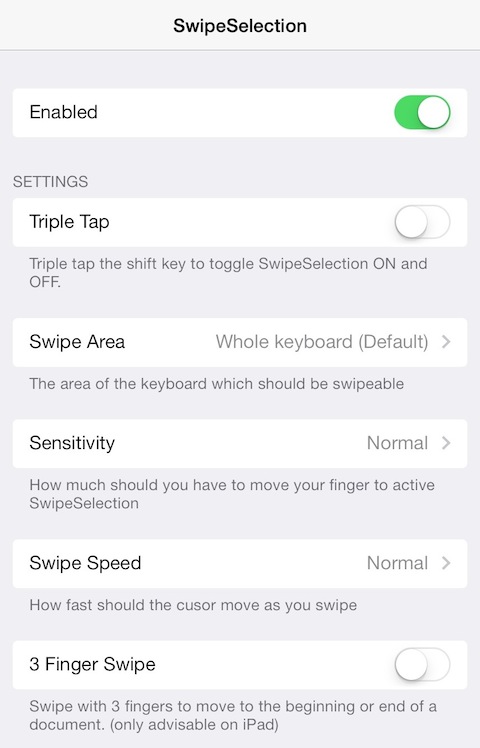 SwipeSelection
Enabled
SETTINGS
Triple Tap
Triple tap the shift key to toggle SwipeSelection ON and
OFF.
Swipe Area Whole keyboard (Default)
The area of the keyboard which should be swipeable
Sensitivity Normal
How much should you have to move your finger to active
SwipeSelection
Swipe Speed Normal
How fast should the cusor move as you swipe
3 Finger Swipe
Swipe with 3 fingers to move to the beginning or end of a
document. (only advisable on iPad)